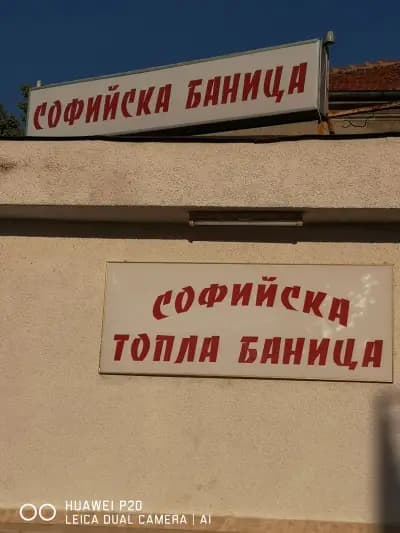 СОФИЙСКА БАНИЦА
СОФИЙСКА
ТОПЛА БАНИЦА
HUAWEI P20
LEICA DUAL CAMERA | AI